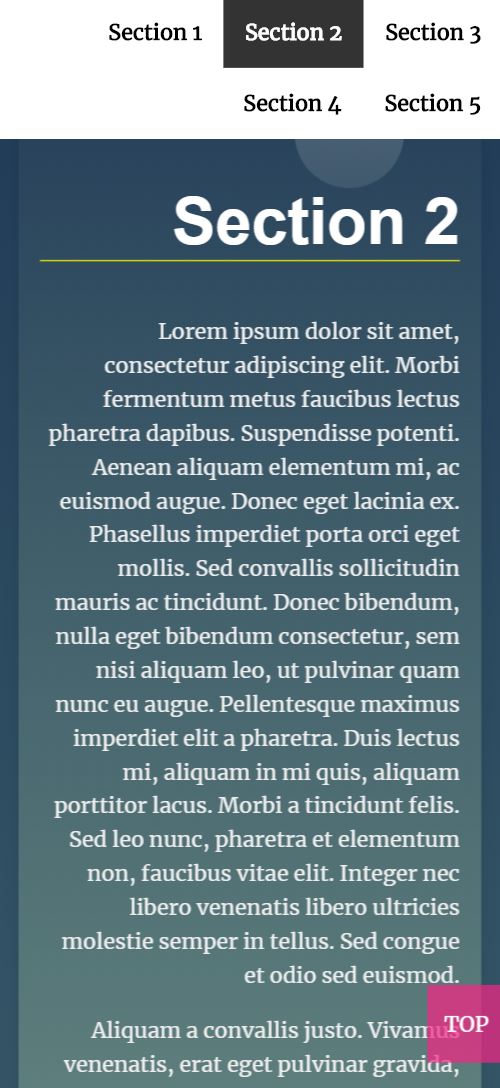 Section 1 Section 2 Section 3
Section 4 Section 5
Section 2
Lorem ipsum dolor sit amet,
consectetur adipiscing elit. Morbi
fermentum metus faucibus lectus
pharetra dapibus. Suspendisse potenti.
Aenean aliquam elementum mi, ac
euismod augue. Donec eget lacinia ex.
Phasellus imperdiet porta orci eget
mollis. Sed convallis sollicitudin
mauris ac tincidunt. Donec bibendum,
nulla eget bibendum consectetur, sem
nisi aliquam leo, ut pulvinar quam
nunc eu augue. Pellentesque maximus
imperdiet elit a pharetra. Duis lectus
mi, aliquam in mi quis, aliquam
porttitor lacus. Morbi a tincidunt felis.
Sed leo nunc, pharetra et elementum
non, faucibus vitae elit. Integer nec
libero venenatis libero ultricies
molestie semper in tellus. Sed congue
et odio sed euismod.
TOP
Aliquam a convallis justo. Vivamus
venenatis, erat eget pulvinar gravida,